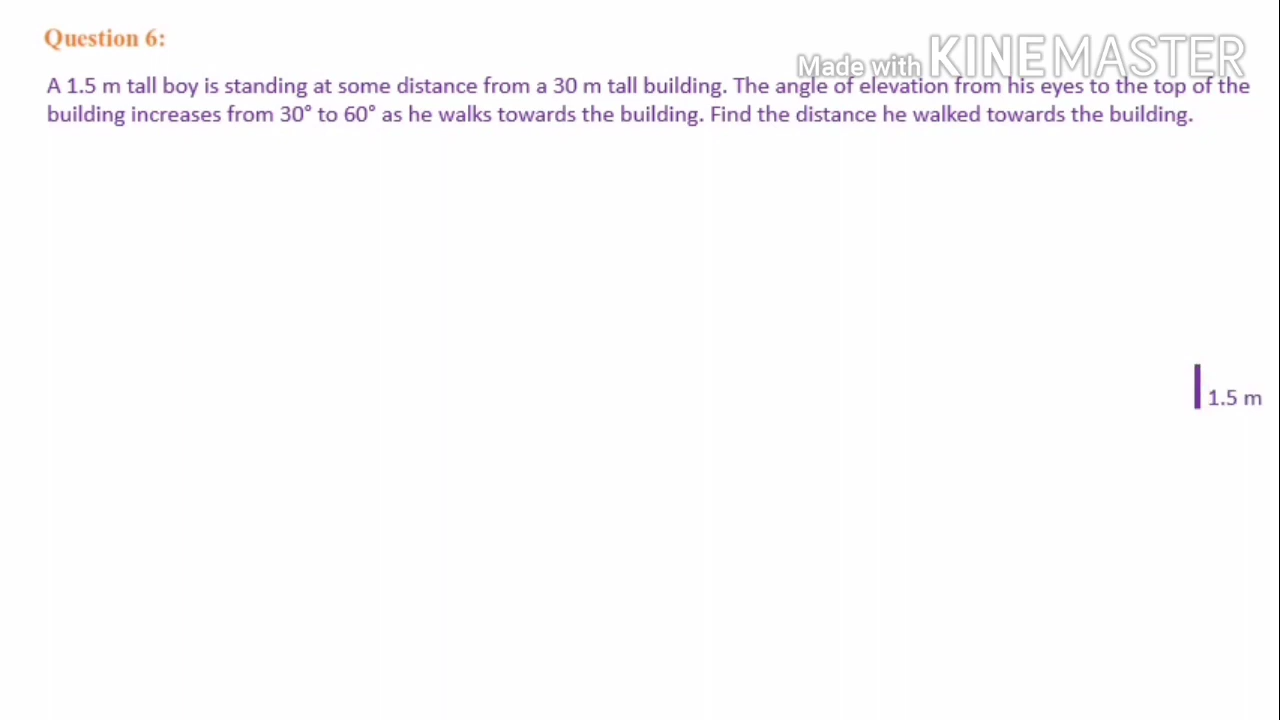 Question 6:
Made with KINEMASTER
A 1.5 m tall boy is standing at some distance from a 30 m tall building. The angle of elevation from his eyes to the top of the
building increases from 30° to 60° as he walks towards the building. Find the distance he walked towards the building.
1.5 m